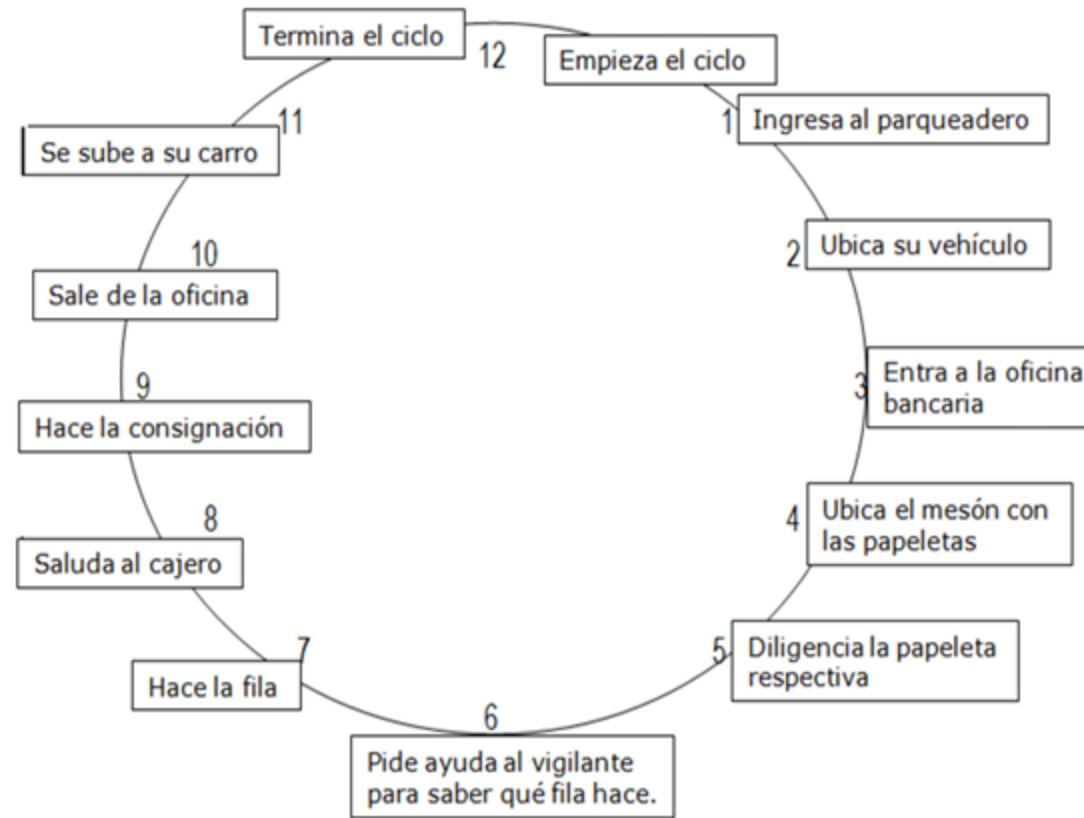 Termina el ciclo
12
Empieza el ciclo
1
Ingresa al parqueadero
2
Ubica su vehículo
3
Entra a la oficina
bancaria
4
Ubica el mesón con
las papeletas
5
Diligencia la papeleta
respectiva
6
Pide ayuda al vigilante
para saber qué fila hace.
7
Hace la fila
8
Saluda al cajero
9
Hace la consignación
10
Sale de la oficina
11
Se sube a su carro